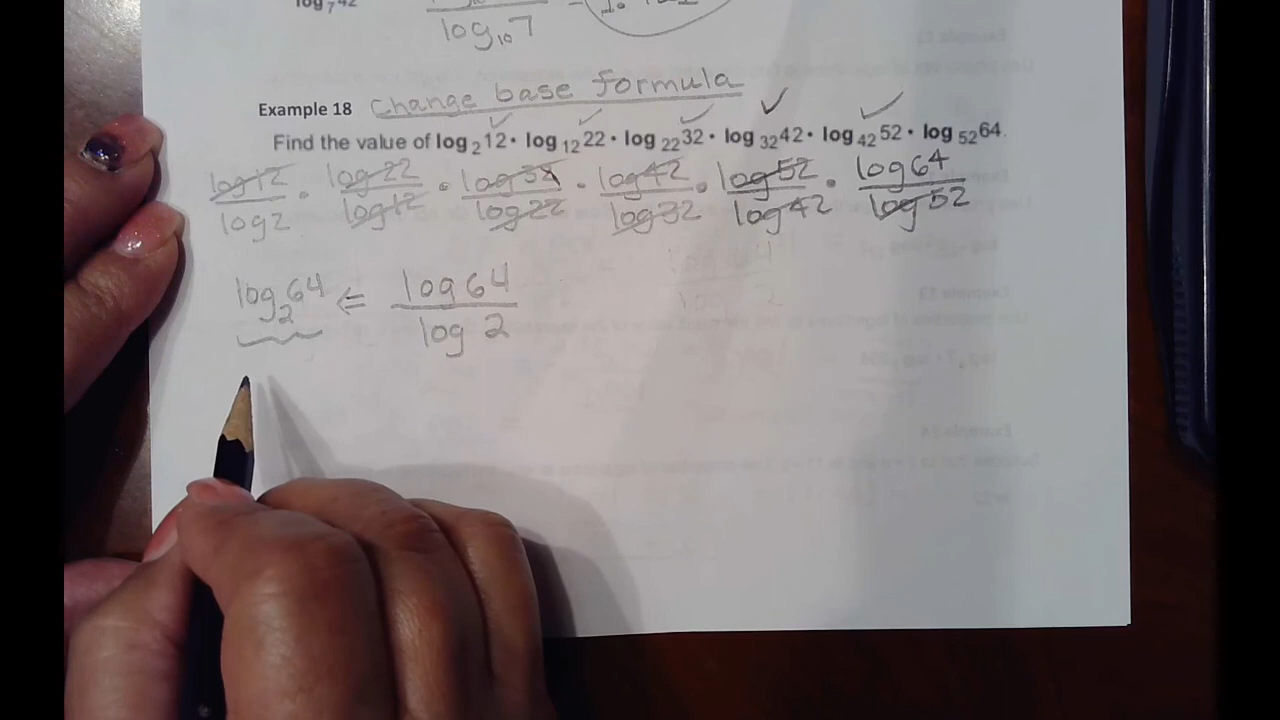 log₇42
log₁₀7
Example 18 Change base formula
Find the value of log₂12 · log₁₂22 · log₂₂32 · log₃₂42 · log₄₂52 · log₅₂64.
log12/log2 · log22/log12 · log32/log22 · log42/log32 · log52/log42 · log64/log52
log₂64 ⇐ log64/log2